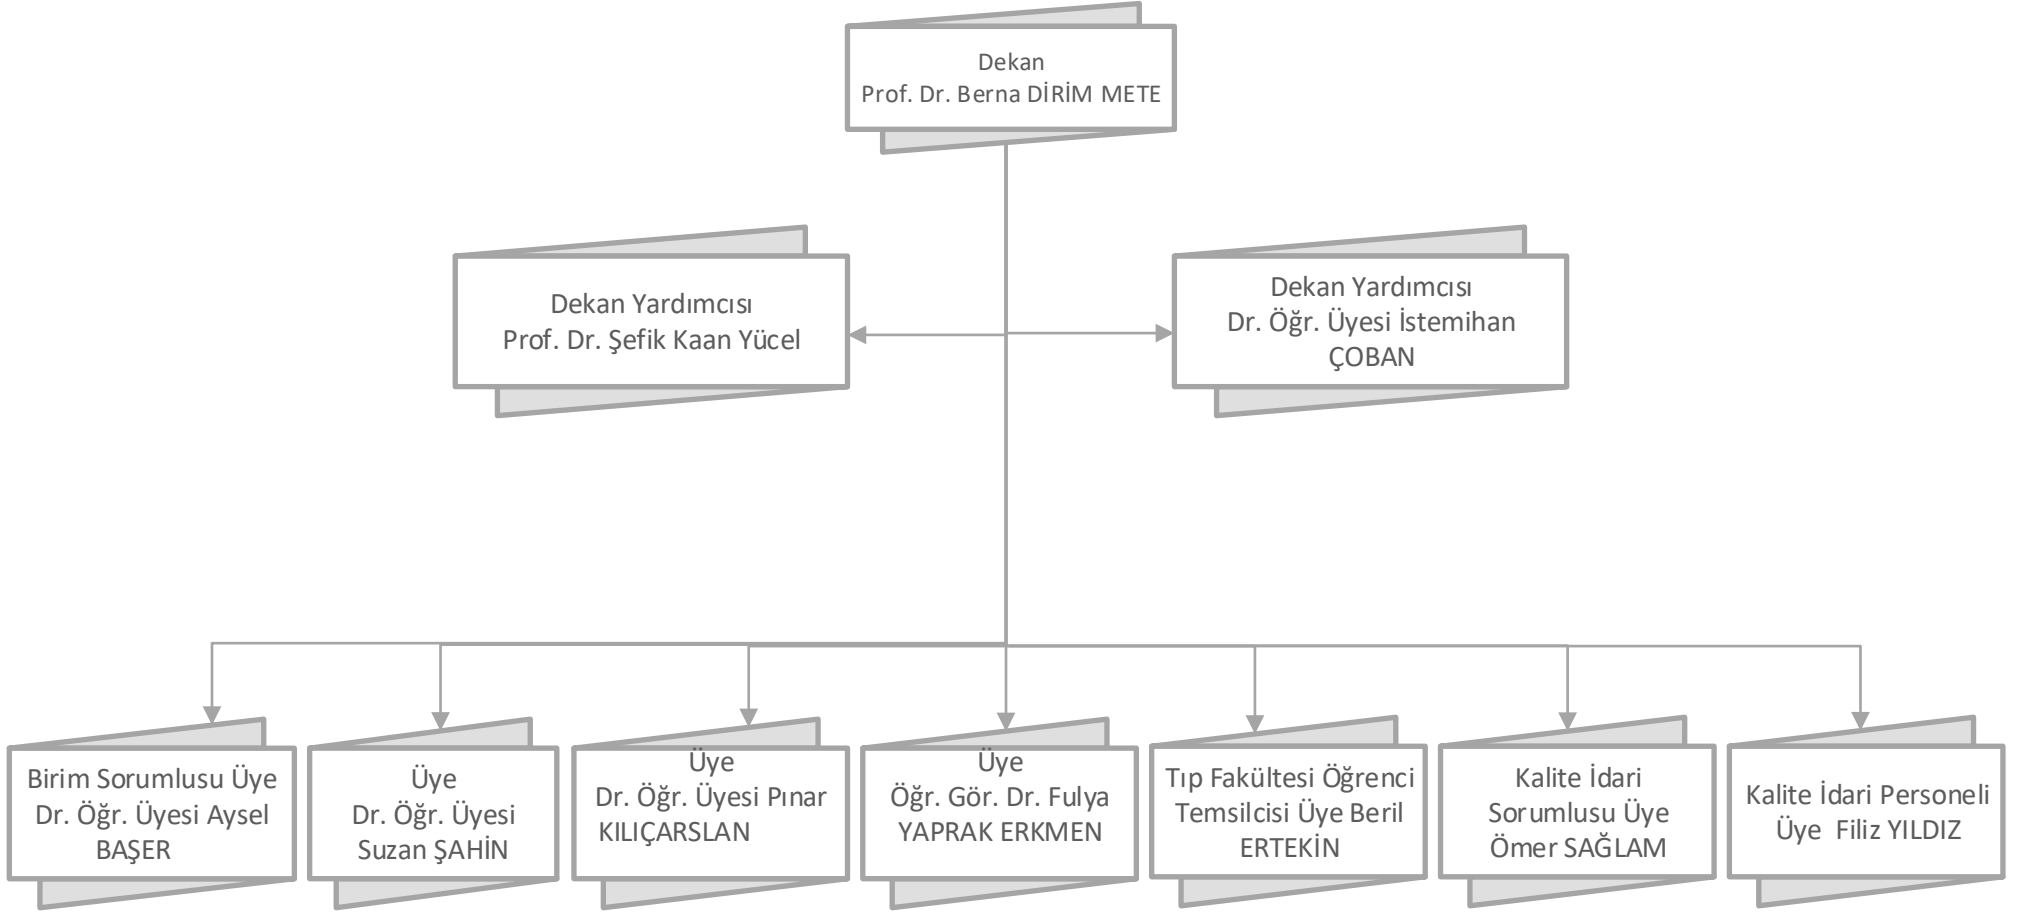 Dekan
Prof. Dr. Berna DİRİM METE
Dekan Yardımcısı
Prof. Dr. Şefik Kaan Yücel
Dekan Yardımcısı
Dr. Öğr. Üyesi İstemihan
ÇOBAN
Birim Sorumlusu Üye
Dr. Öğr. Üyesi Aysel
BAŞER
Üye
Dr. Öğr. Üyesi
Suzan ŞAHİN
Üye
Dr. Öğr. Üyesi Pınar
KILIÇARSLAN
Üye
Öğr. Gör. Dr. Fulya
YAPRAK ERKMEN
Tıp Fakültesi Öğrenci
Temsilcisi Üye Beril
ERTEKİN
Kalite İdari
Sorumlusu Üye
Ömer SAĞLAM
Kalite İdari Personeli
Üye  Filiz YILDIZ